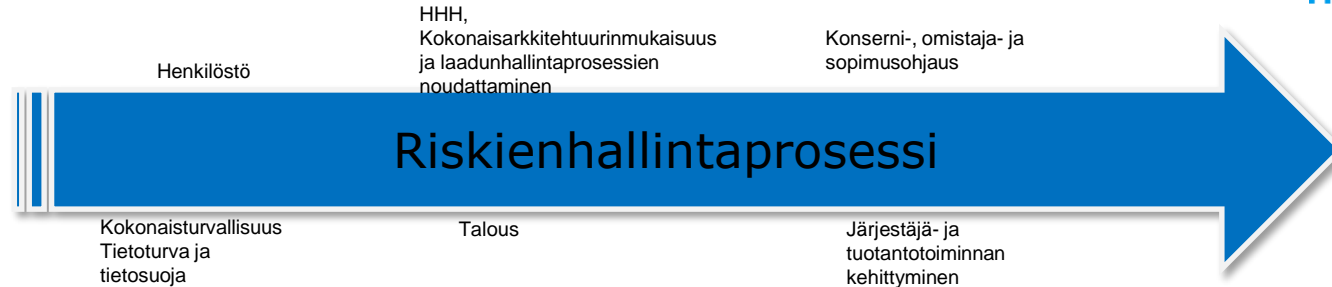 HHH,
Kokonaisarkkitehtuurinmukaisuus
ja laadunhallintaprosessien
noudattaminen
Konserni-, omistaja- ja
sopimusohjaus
Henkilöstö
Riskienhallintaprosessi
Kokonaisturvallisuus
Tietoturva ja
tietosuoja
Talous
Järjestäjä- ja
tuotantotoiminnan
kehittyminen